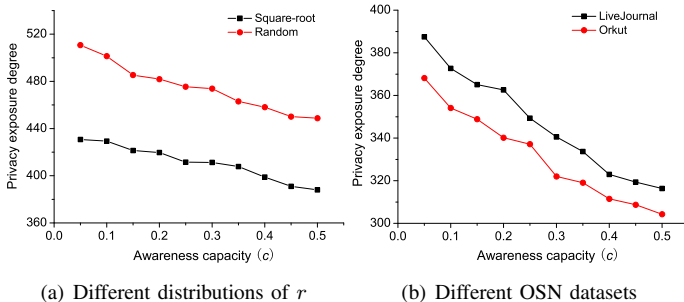 Square-root
Random
Privacy exposure degree
520
480
440
400
360
0.0 0.1 0.2 0.3 0.4 0.5
Awareness capacity (c)
(a) Different distributions of r
LiveJournal
Orkut
Privacy exposure degree
400
380
360
340
320
300
0.0 0.1 0.2 0.3 0.4 0.5
Awareness capacity (c)
(b) Different OSN datasets